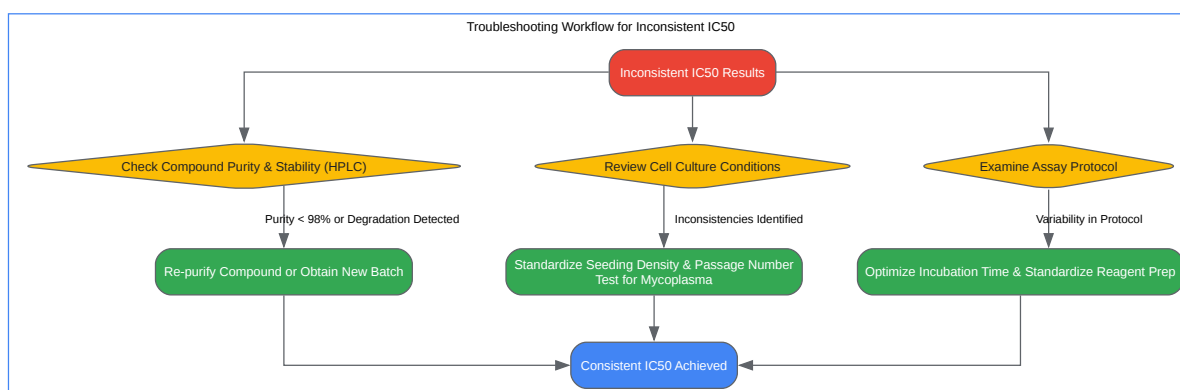 Troubleshooting Workflow for Inconsistent IC50
Inconsistent IC50 Results
Check Compound Purity & Stability (HPLC)
Review Cell Culture Conditions
Examine Assay Protocol
Purity < 98% or Degradation Detected
Inconsistencies Identified
Variability in Protocol
Re-purify Compound or Obtain New Batch
Standardize Seeding Density & Passage Number
Test for Mycoplasma
Optimize Incubation Time & Standardize Reagent Prep
Consistent IC50 Achieved